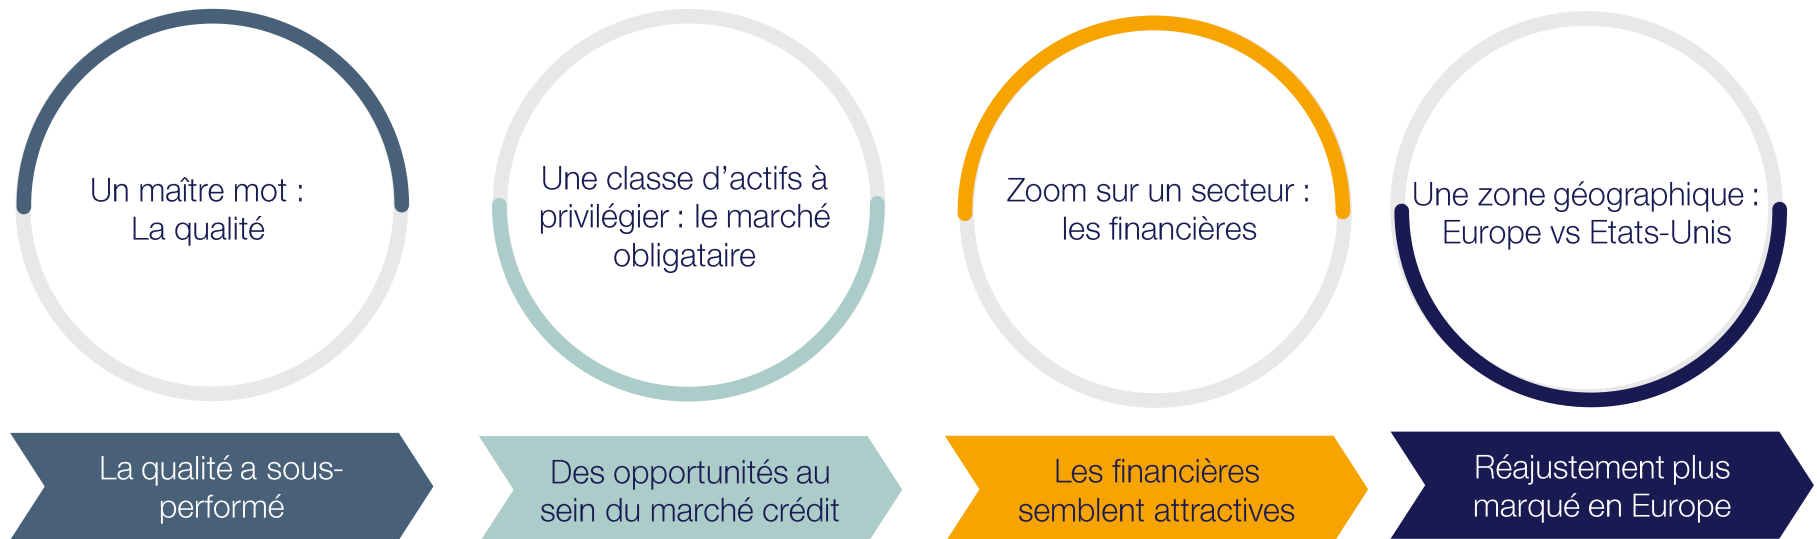 Un maître mot :
La qualité
Une classe d’actifs à
privilégier : le marché
obligataire
Zoom sur un secteur :
les financières
Une zone géographique :
Europe vs Etats-Unis
La qualité a sous-
performé
Des opportunités au
sein du marché crédit
Les financières
semblent attractives
Réajustement plus
marqué en Europe